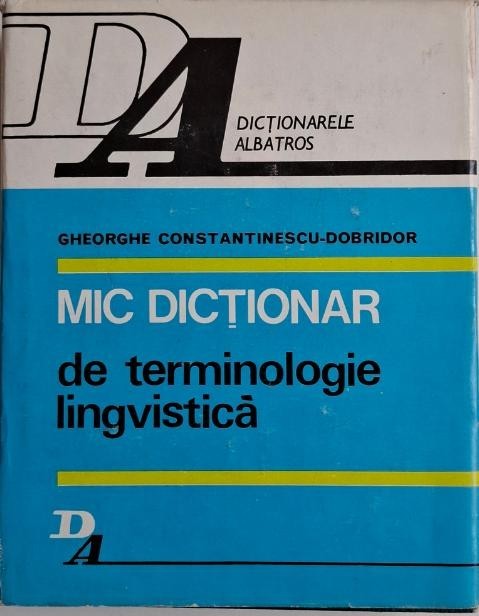 DA
DICȚIONARELE
ALBATROS
GHEORGHE CONSTANTINESCU-DOBRIDOR
MIC DICȚIONAR
de terminologie
lingvistică
DA